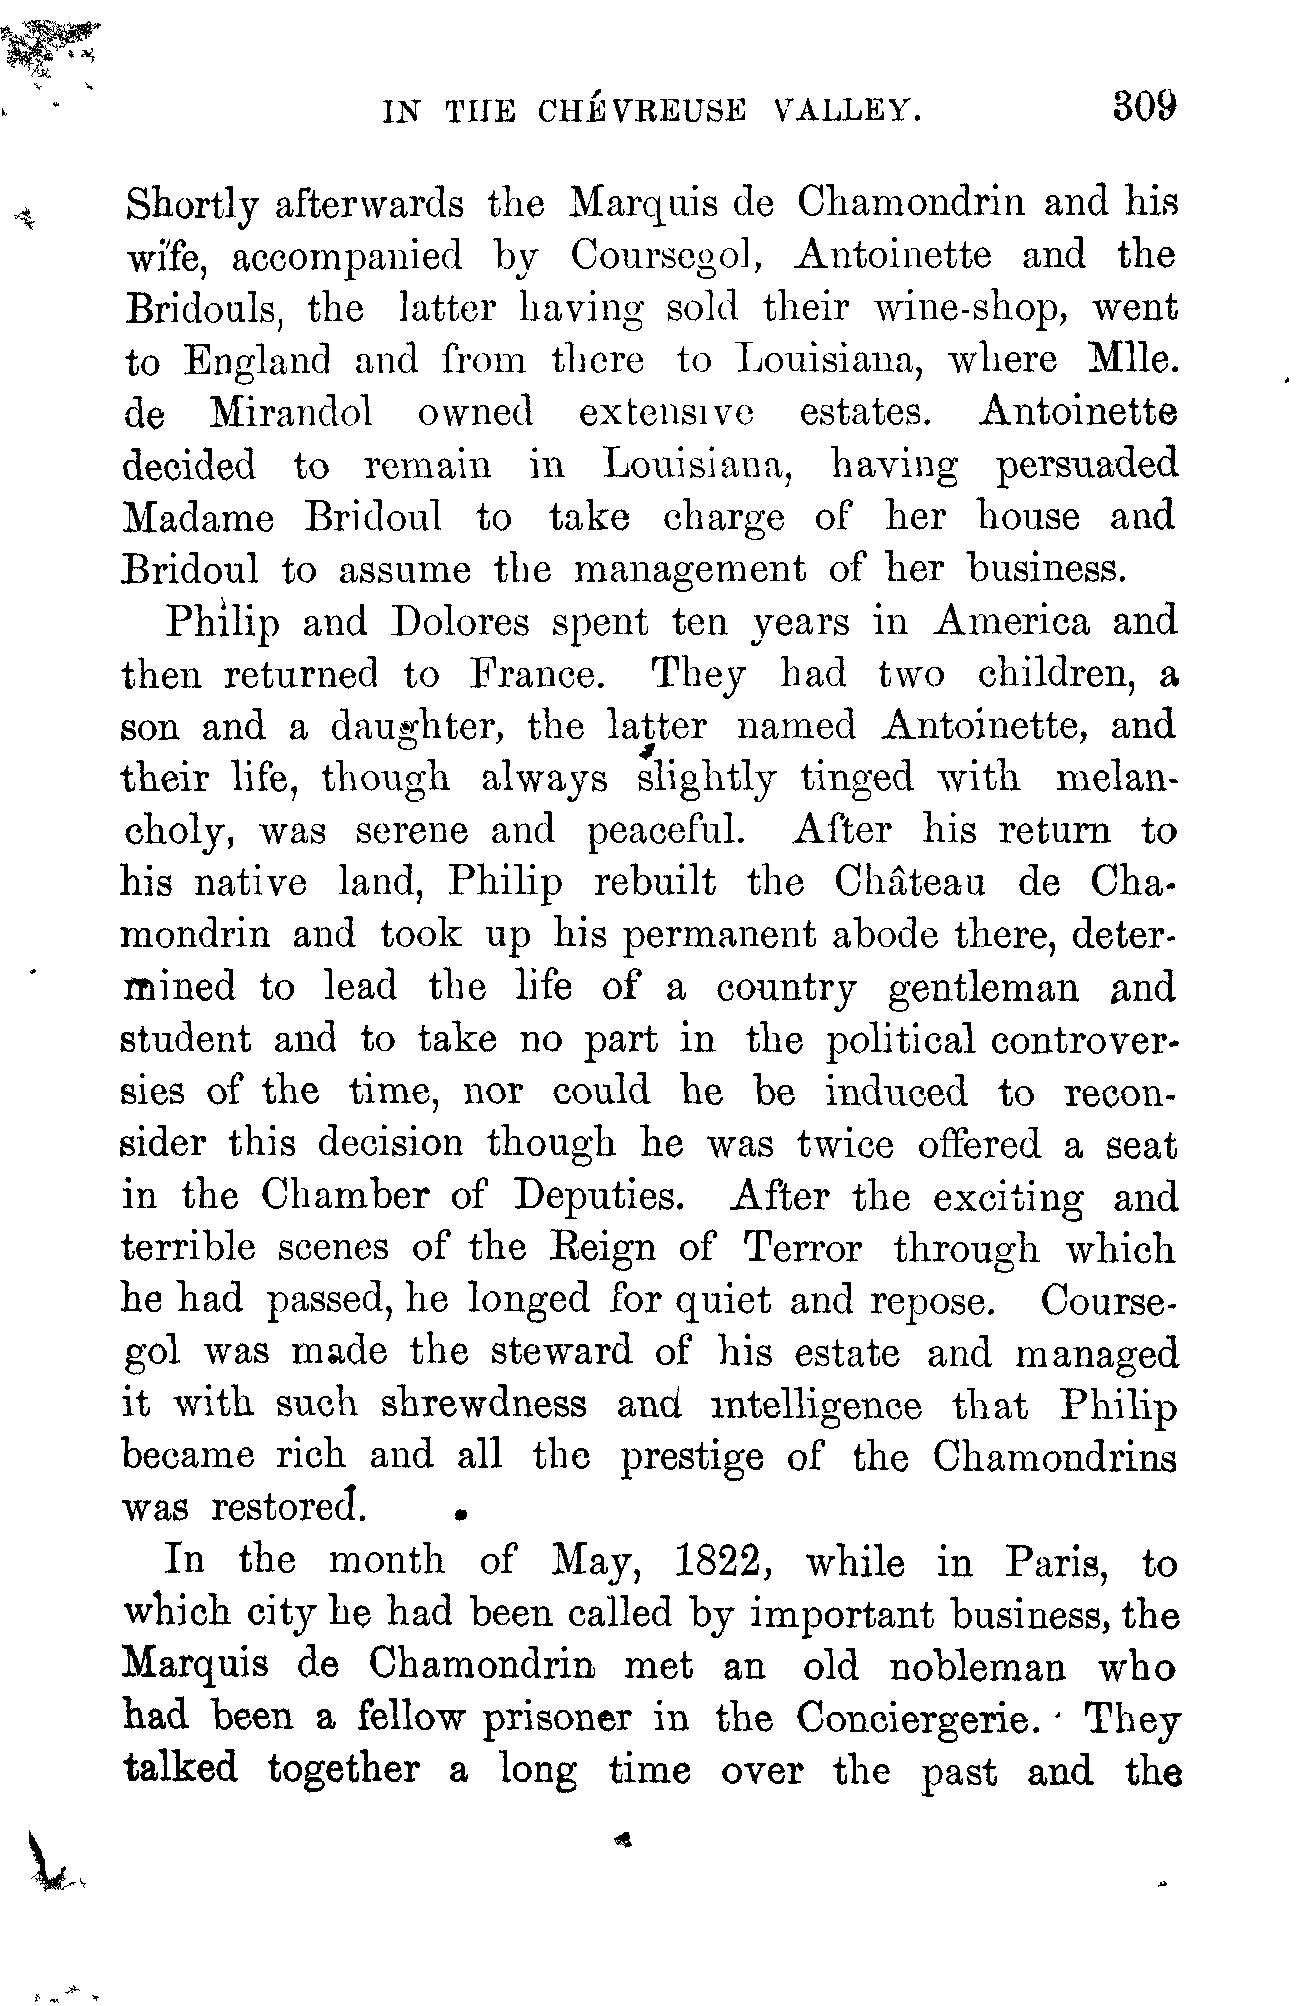 IN THE CHÉVREUSE VALLEY. 309
Shortly afterwards the Marquis de Chamondrin and his
wife, accompanied by Coursegol, Antoinette and the
Bridouls, the latter having sold their wine-shop, went
to England and from there to Louisiana, where Mlle.
de Mirandol owned extensive estates. Antoinette
decided to remain in Louisiana, having persuaded
Madame Bridoul to take charge of her house and
Bridoul to assume the management of her business.
Philip and Dolores spent ten years in America and
then returned to France. They had two children, a
son and a daughter, the latter named Antoinette, and
their life, though always slightly tinged with melan-
choly, was serene and peaceful. After his return to
his native land, Philip rebuilt the Château de Cha-
mondrin and took up his permanent abode there, deter-
mined to lead the life of a country gentleman and
student and to take no part in the political controver-
sies of the time, nor could he be induced to recon-
sider this decision though he was twice offered a seat
in the Chamber of Deputies. After the exciting and
terrible scenes of the Reign of Terror through which
he had passed, he longed for quiet and repose. Course-
gol was made the steward of his estate and managed
it with such shrewdness and intelligence that Philip
became rich and all the prestige of the Chamondrins
was restored.
In the month of May, 1822, while in Paris, to
which city he had been called by important business, the
Marquis de Chamondrin met an old nobleman who
had been a fellow prisoner in the Conciergerie. They
talked together a long time over the past and the